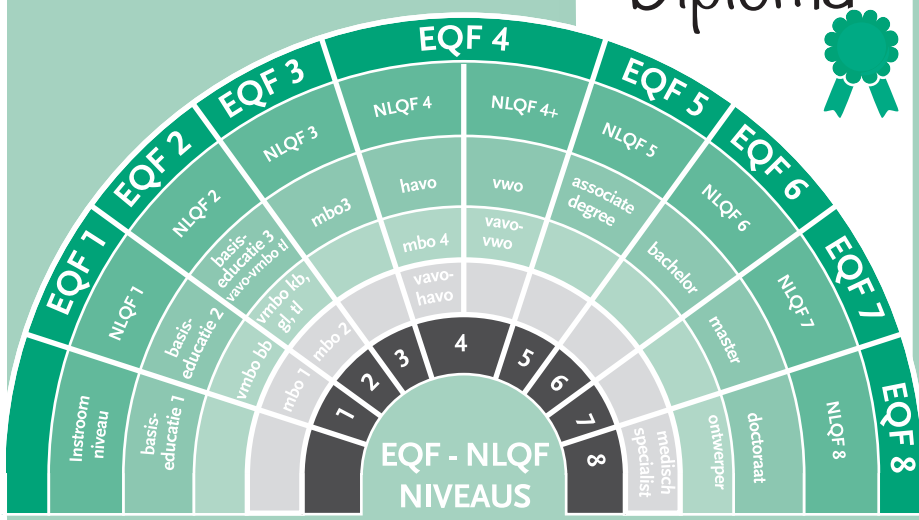 Diploma
EQF 1
EQF 2
EQF 3
EQF 4
EQF 5
EQF 6
EQF 7
EQF 8
Instroom
niveau
NLQF 1
NLQF 2
NLQF 3
NLQF 4
NLQF 4+
NLQF 5
NLQF 6
NLQF 7
NLQF 8
basis-
educatie 1
basis-
educatie 2
basis-
educatie 3
vavo-vmbo tl
mbo3
havo
vwo
associate
degree
bachelor
master
doctoraat
vmbo bb
vmbo kb,
gl, tl
mbo 4
vavo-
vwo
ontwerper
mbo 1
mbo 2
vavo-
havo
medisch
specialist
1
2
3
4
5
6
7
8
EQF - NLQF
NIVEAUS